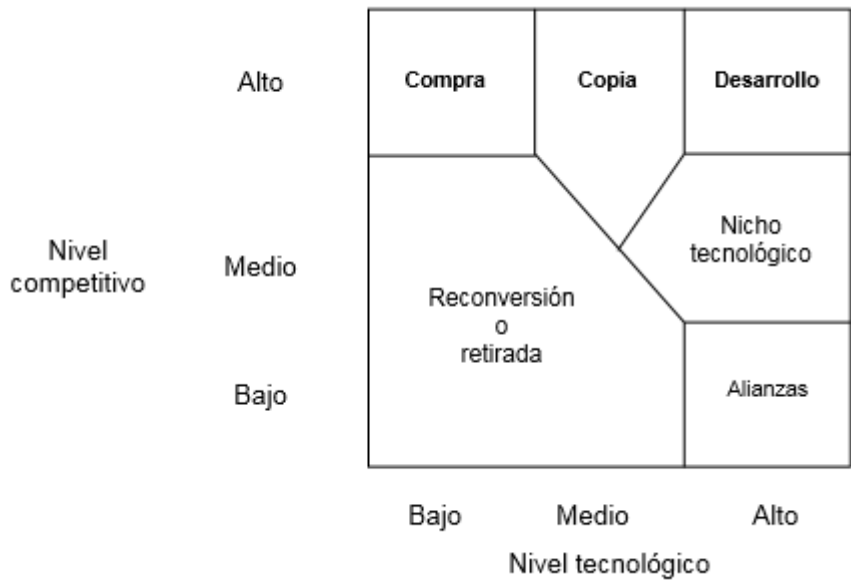 Alto
Compra
Copia
Desarrollo
Nivel
competitivo
Medio
Nicho
tecnológico
Reconversión
o
retirada
Bajo
Alianzas
Bajo
Medio
Alto
Nivel tecnológico